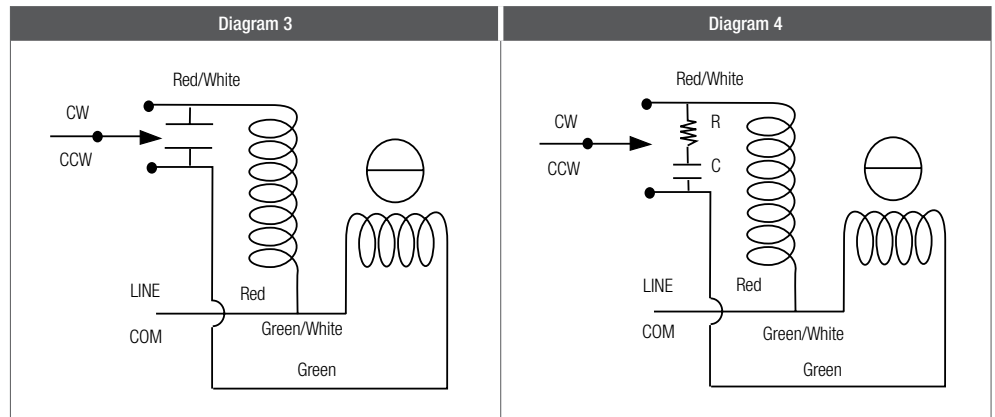 Diagram 3
Red/White
CW
CCW
LINE
Red
COM
Green/White
Green
Diagram 4
Red/White
CW
R
CCW
C
LINE
Red
COM
Green/White
Green